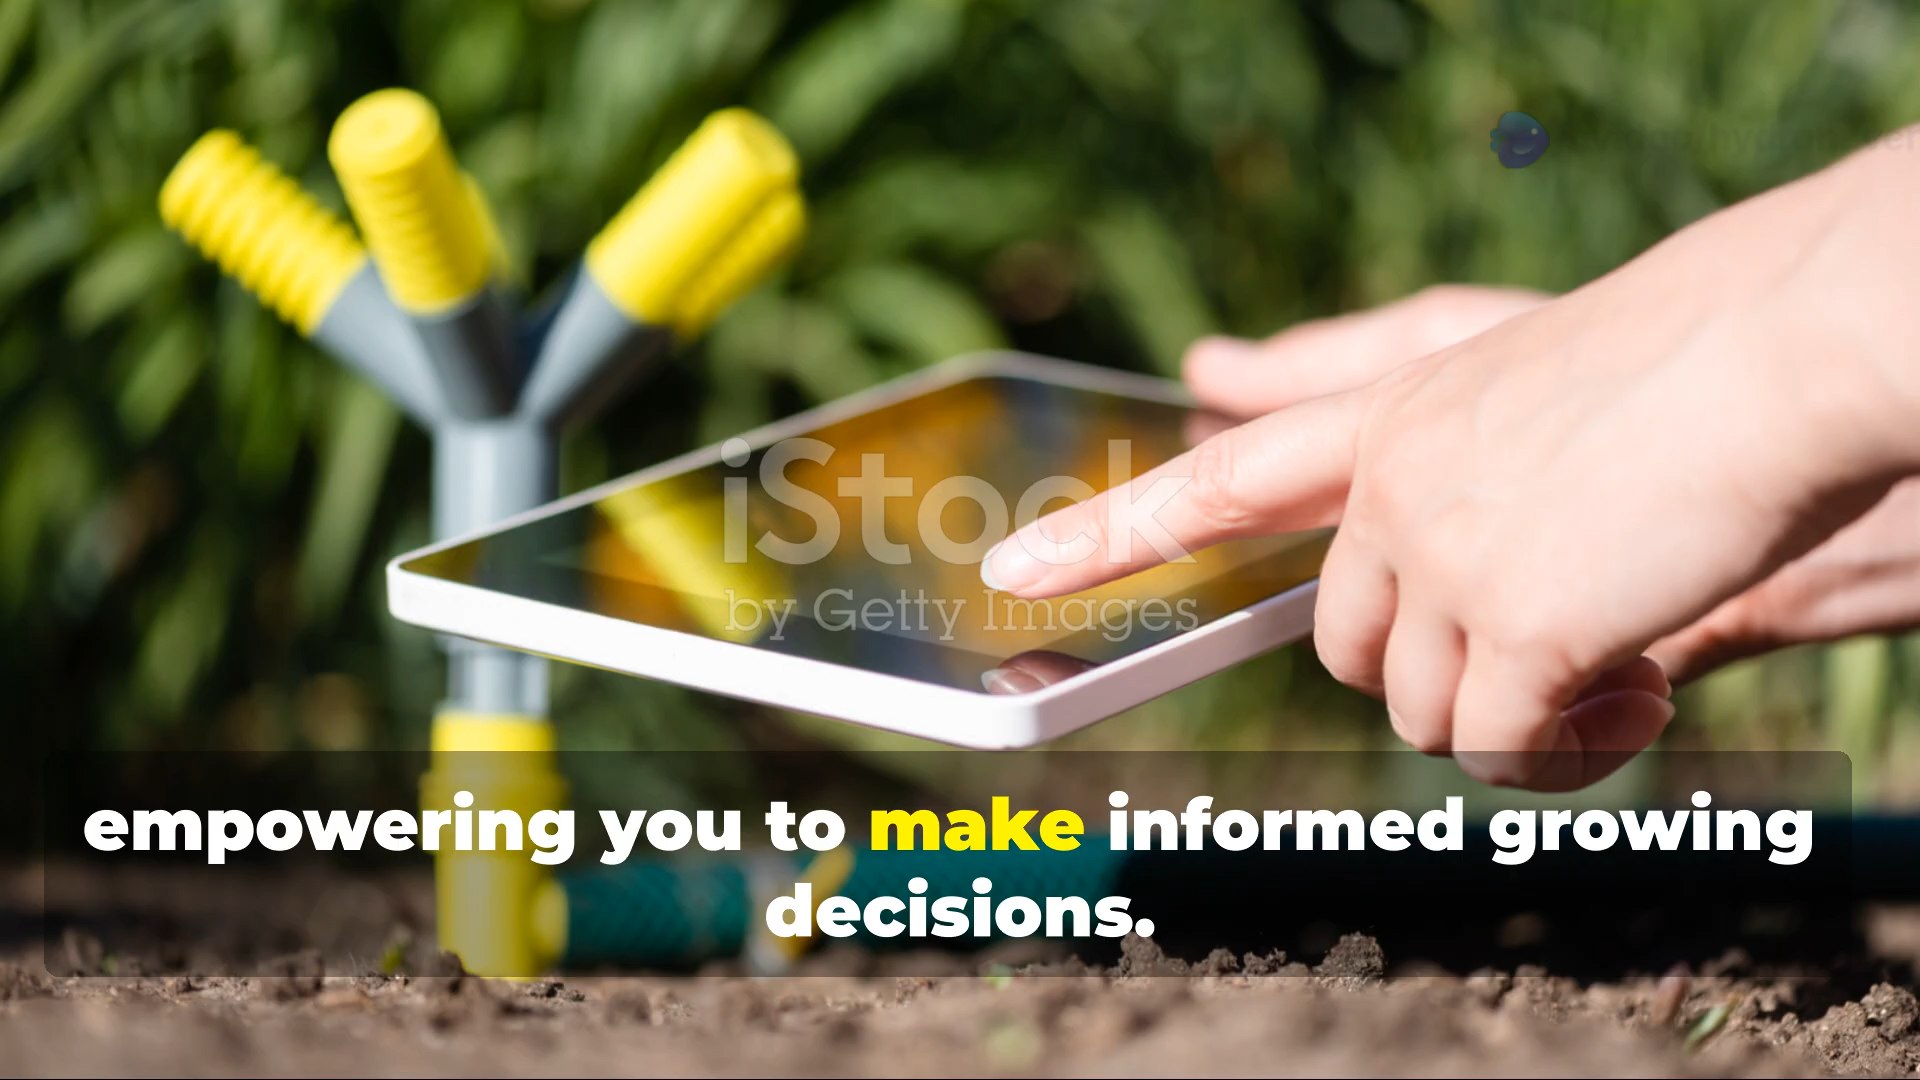 iStock
by Getty Images
empowering you to make informed growing
decisions.